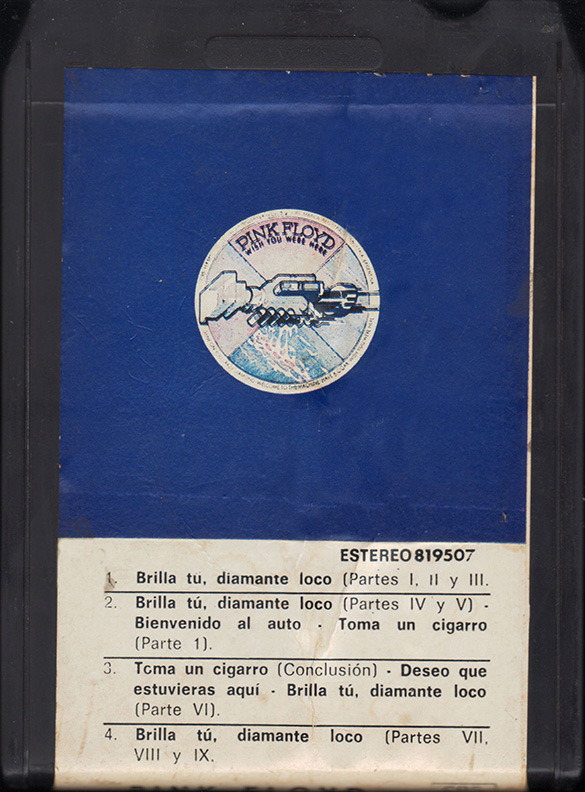 PINK FLOYD
WISH YOU WERE HERE
ESTEREO 819507
1. Brilla tú, diamante loco (Partes I, II y III.
2. Brilla tú, diamante loco (Partes IV y V) -
Bienvenido al auto - Toma un cigarro
(Parte 1).
3. Toma un cigarro (Conclusión) - Deseo que
estuvieras aquí - Brilla tú, diamante loco
(Parte VI).
4. Brilla tú, diamante loco (Partes VII,
VIII y IX.
PINK FLOYD